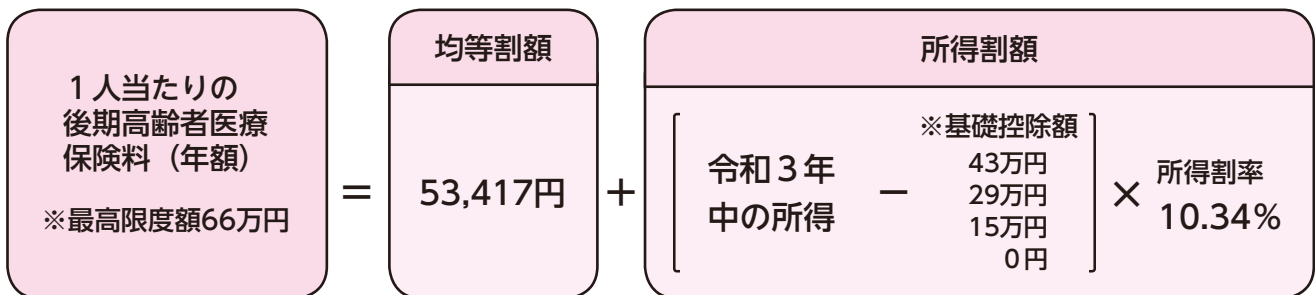 1人当たりの
後期高齢者医療
保険料（年額）
※最高限度額66万円
＝
均等割額
53,417円
＋
所得割額
令和3年
中の所得
－
※基礎控除額
43万円
29万円
15万円
0円
×
所得割率
10.34%